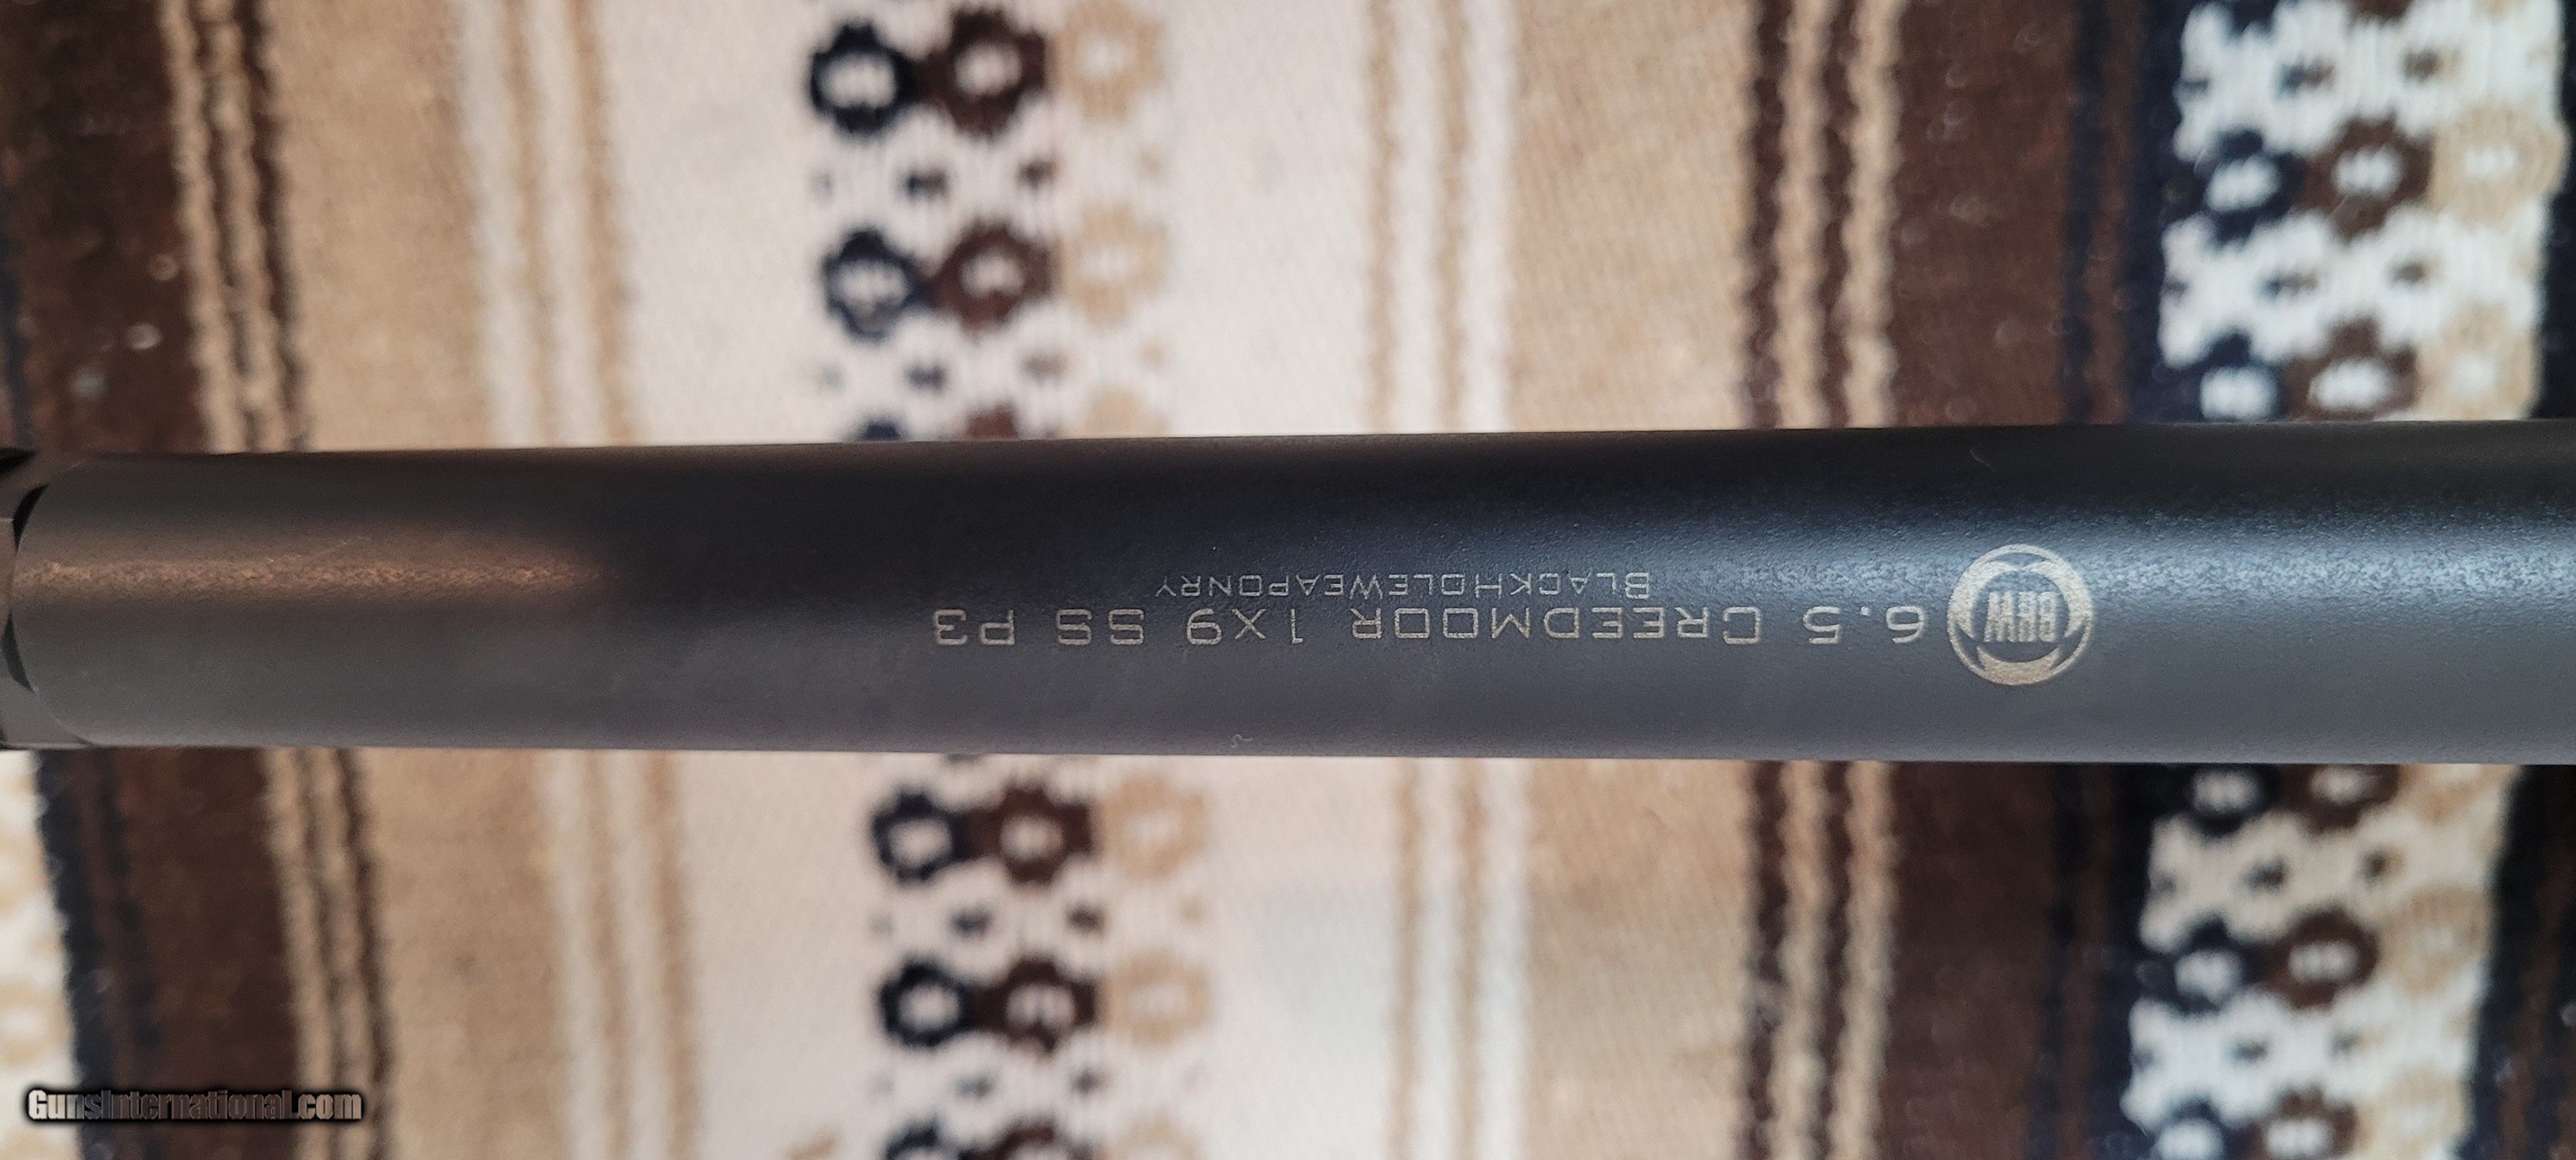 BHW
6.5 CREEDMOOR 1X9 SS P3
BLACKHOLEWEAPONRY
GunsInternational.com